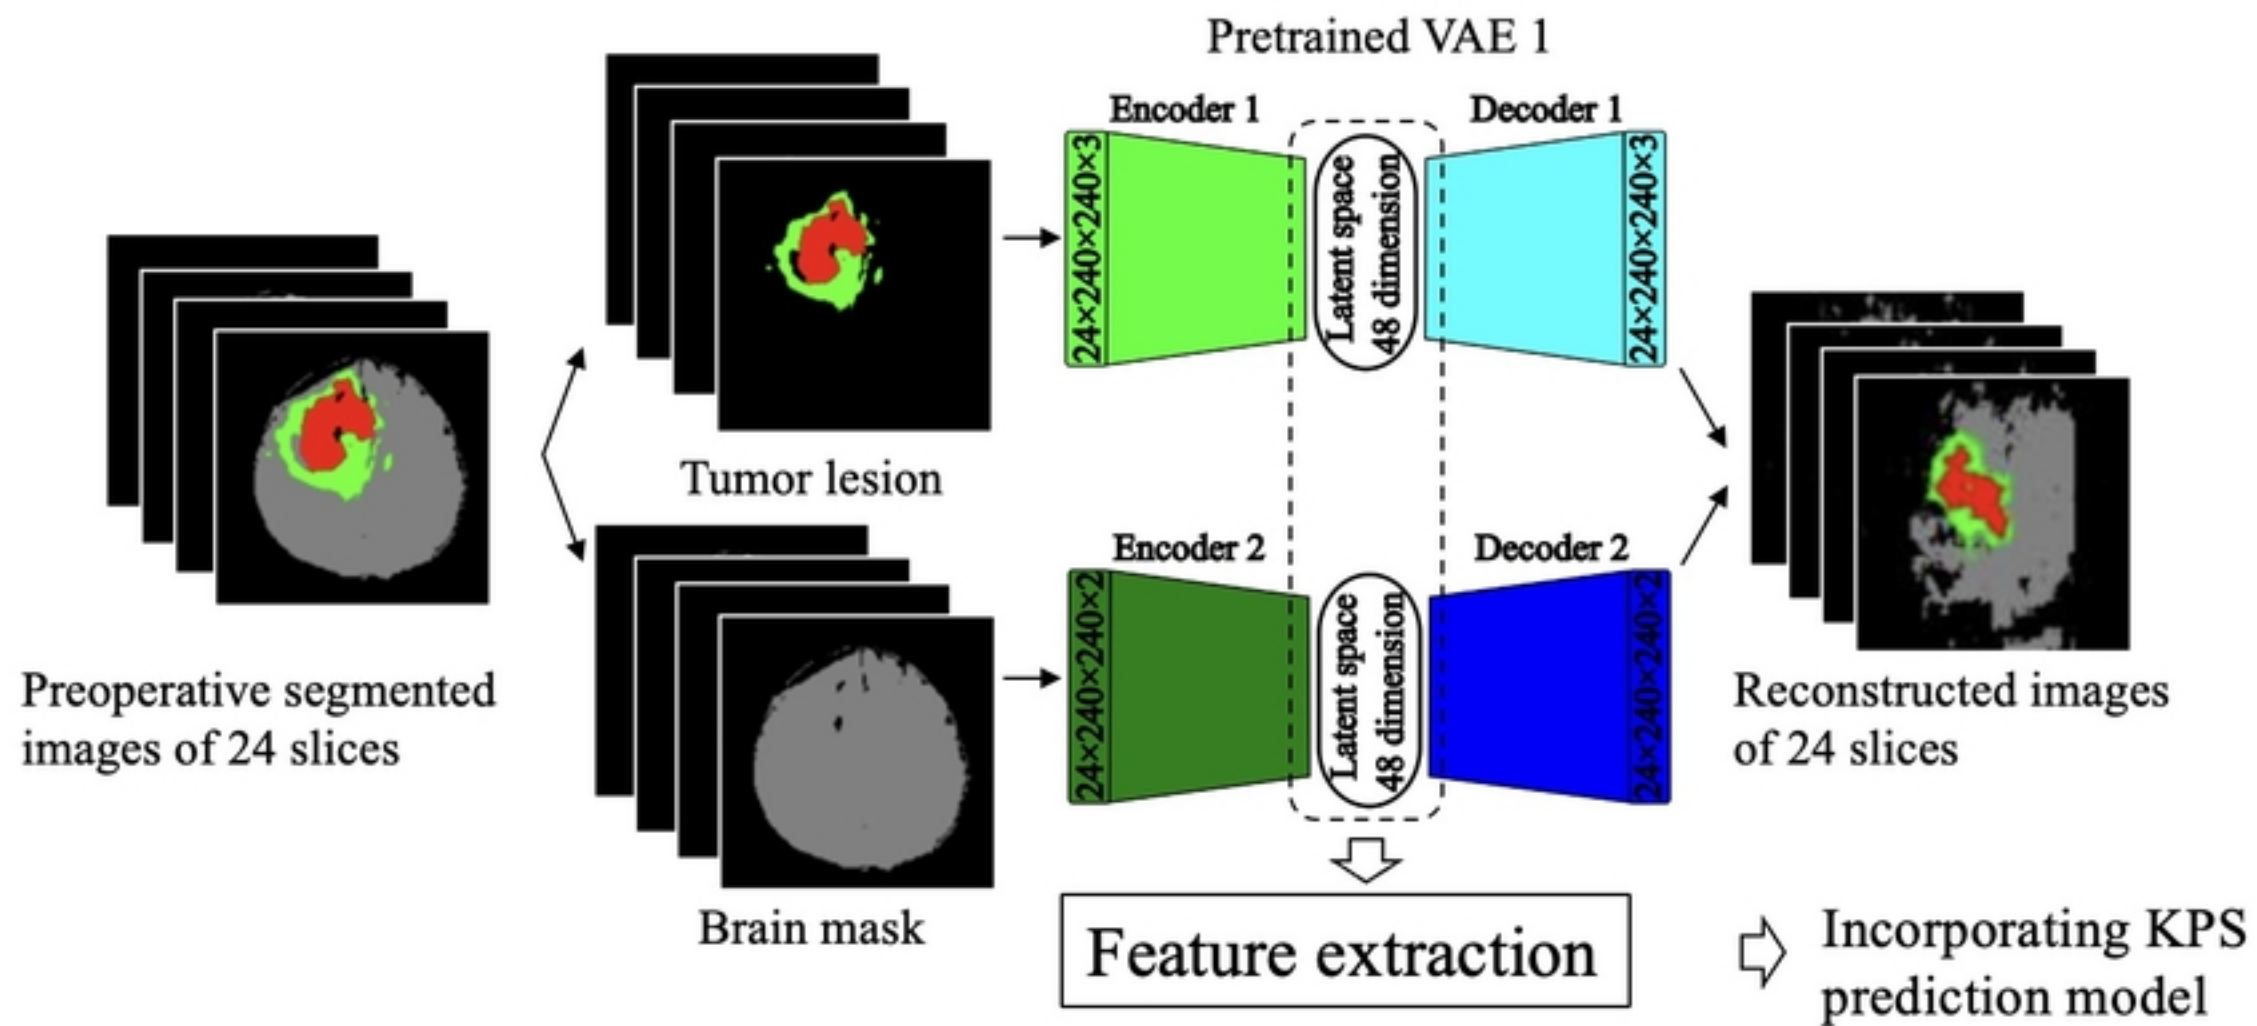 Pretrained VAE 1
Encoder 1
Decoder 1
24×240×240×3
Latent space
48 dimension
24×240×240×3
Tumor lesion
Encoder 2
Decoder 2
24×240×240×2
Latent space
48 dimension
24×240×240×2
Preoperative segmented
images of 24 slices
Reconstructed images
of 24 slices
Brain mask
Feature extraction
Incorporating KPS
prediction model